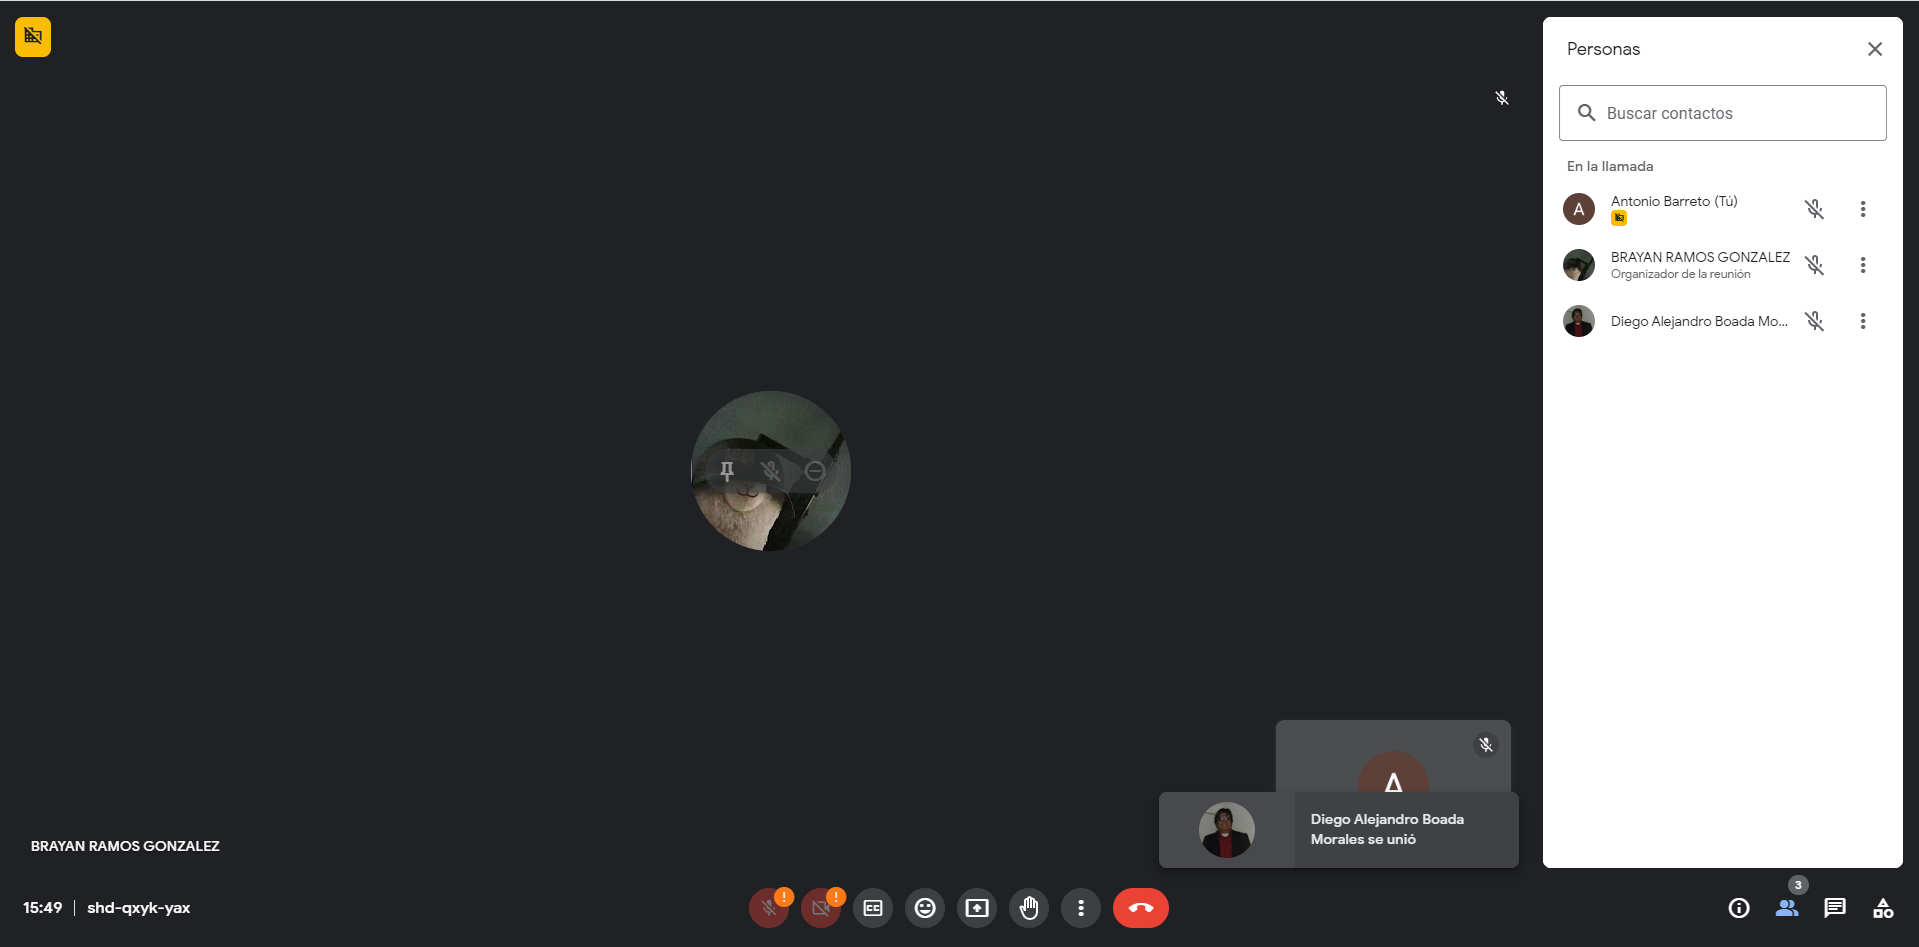 Personas
Buscar contactos
En la llamada
A
Antonio Barreto (Tú)
BRAYAN RAMOS GONZALEZ
Organizador de la reunión
Diego Alejandro Boada Mo...
A
Diego Alejandro Boada
Morales se unió
BRAYAN RAMOS GONZALEZ
15:49 | shd-qxyk-yax
!
!
CC
3